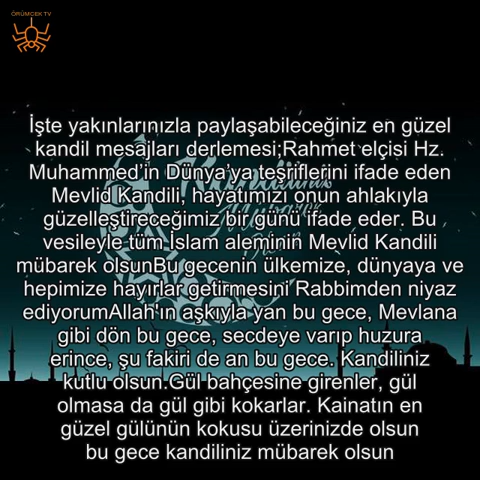 ÖRÜMCEK TV
İşte yakınlarınızla paylaşabileceğiniz en güzel
kandil mesajları derlemesi;Rahmet elçisi Hz.
Muhammed'in Dünya'ya teşriflerini ifade eden
Mevlid Kandili, hayatımızı onun ahlakıyla
güzelleştireceğimiz bir günü ifade eder. Bu
vesileyle tüm İslam aleminin Mevlid Kandili
mübarek olsunBu gecenin ülkemize, dünyaya ve
hepimize hayırlar getirmesini Rabbimden niyaz
ediyorumAllah'ın aşkıyla yan bu gece, Mevlana
gibi dön bu gece, secdeye varıp huzura
erince, şu fakiri de an bu gece. Kandiliniz
kutlu olsun.Gül bahçesine girenler, gül
olmasa da gül gibi kokarlar. Kainatın en
güzel gülünün kokusu üzerinizde olsun
bu gece kandiliniz mübarek olsun